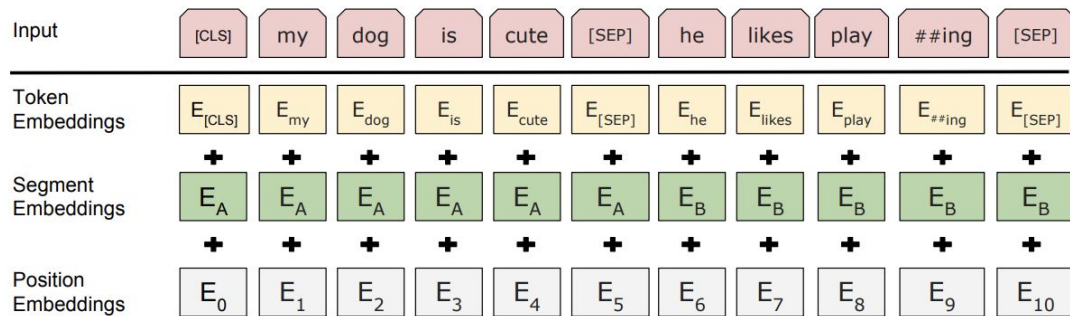 Input [CLS] my dog is cute [SEP] he likes play ##ing [SEP]
Token Embeddings E[CLS] Emy Edog Eis Ecute E[SEP] Ehe Elikes Eplay E##ing E[SEP]
+ + + + + + + + + + +
Segment Embeddings EA EA EA EA EA EA EB EB EB EB EB
+ + + + + + + + + + +
Position Embeddings E0 E1 E2 E3 E4 E5 E6 E7 E8 E9 E10